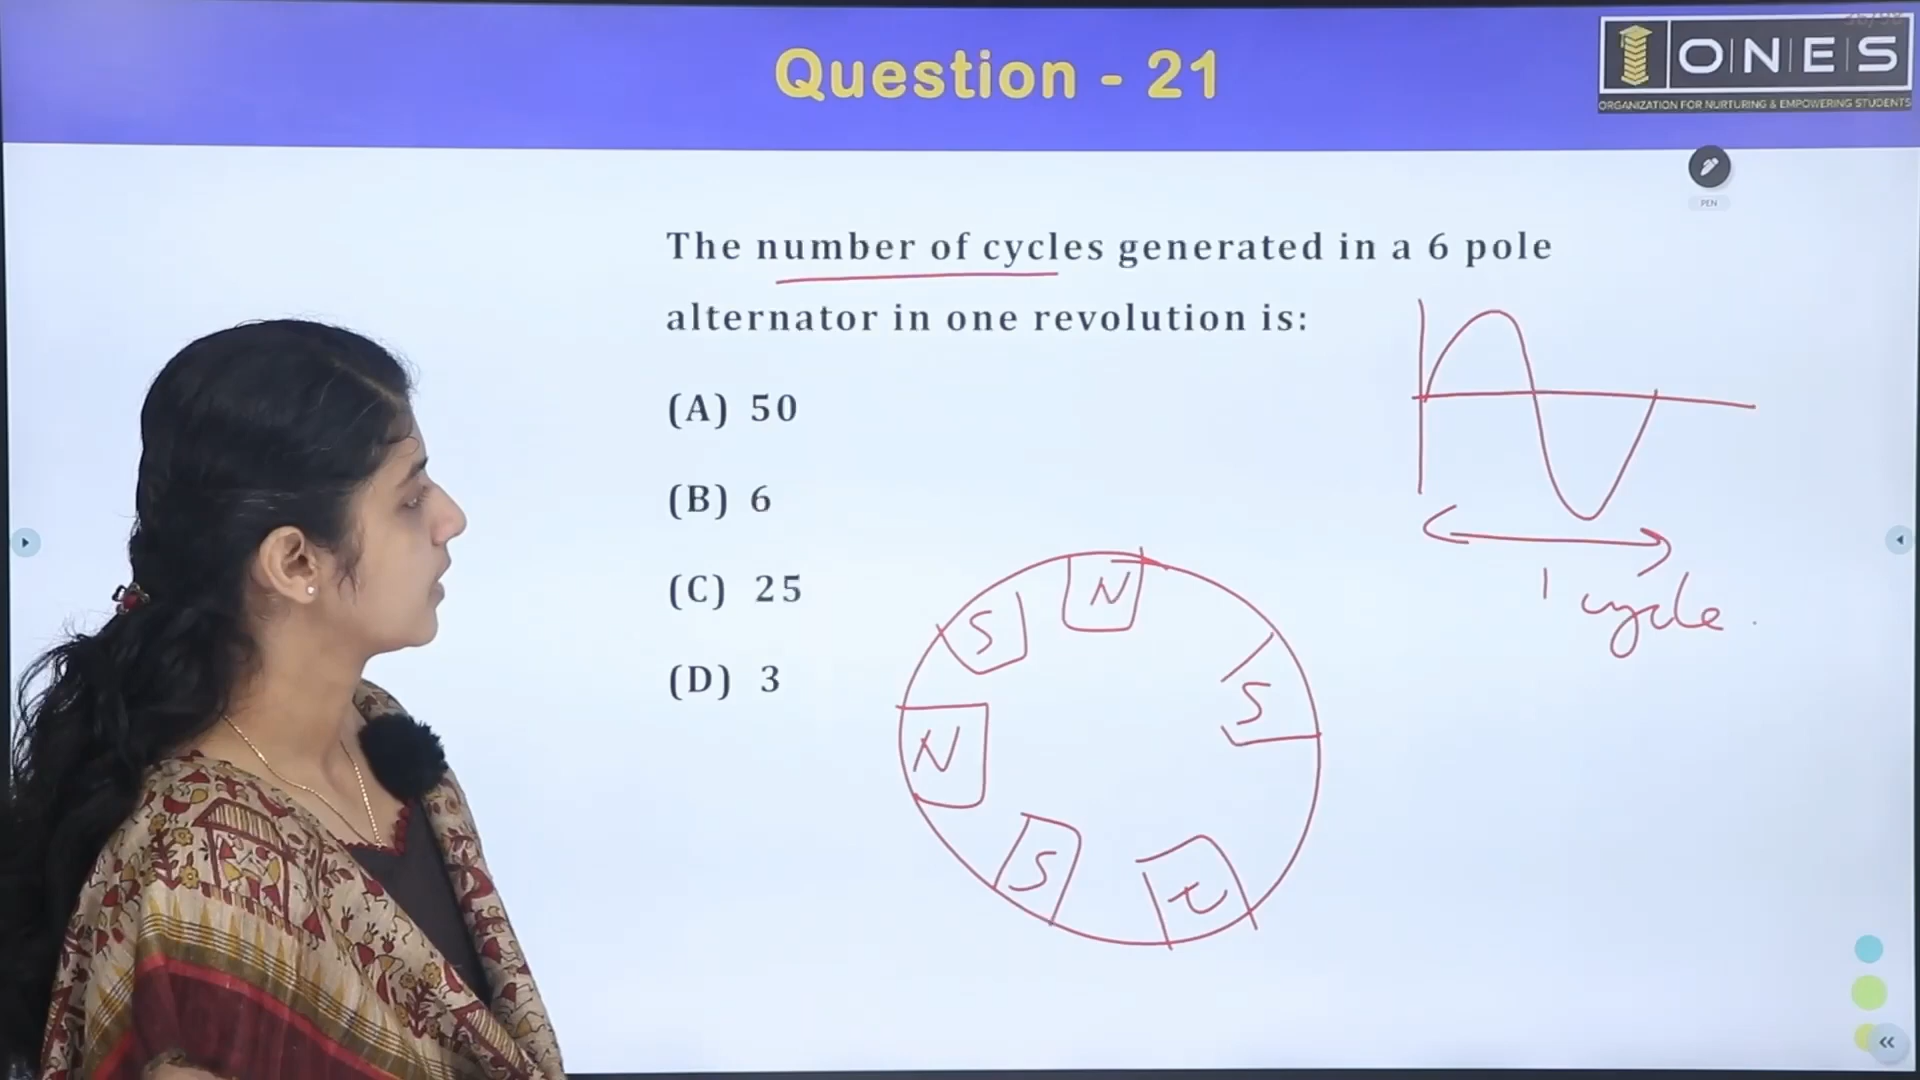 Question - 21
O|N|E|S
ORGANIZATION FOR NURTURING & EMPOWERING STUDENTS
PEN
The number of cycles generated in a 6 pole
alternator in one revolution is:
(A) 50
(B) 6
(C) 25
(D) 3
1 cycle.
N
S
S
N
S